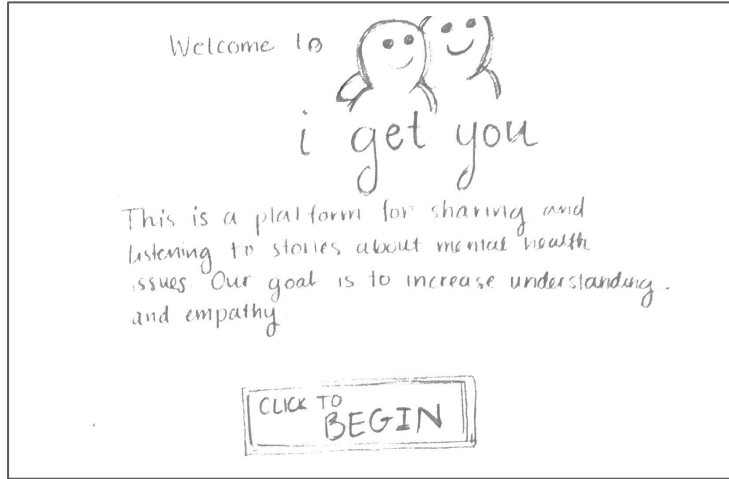 Welcome to
i get you
This is a platform for sharing and
listening to stories about mental health
issues. Our goal is to increase understanding
and empathy
CLICK TO
BEGIN